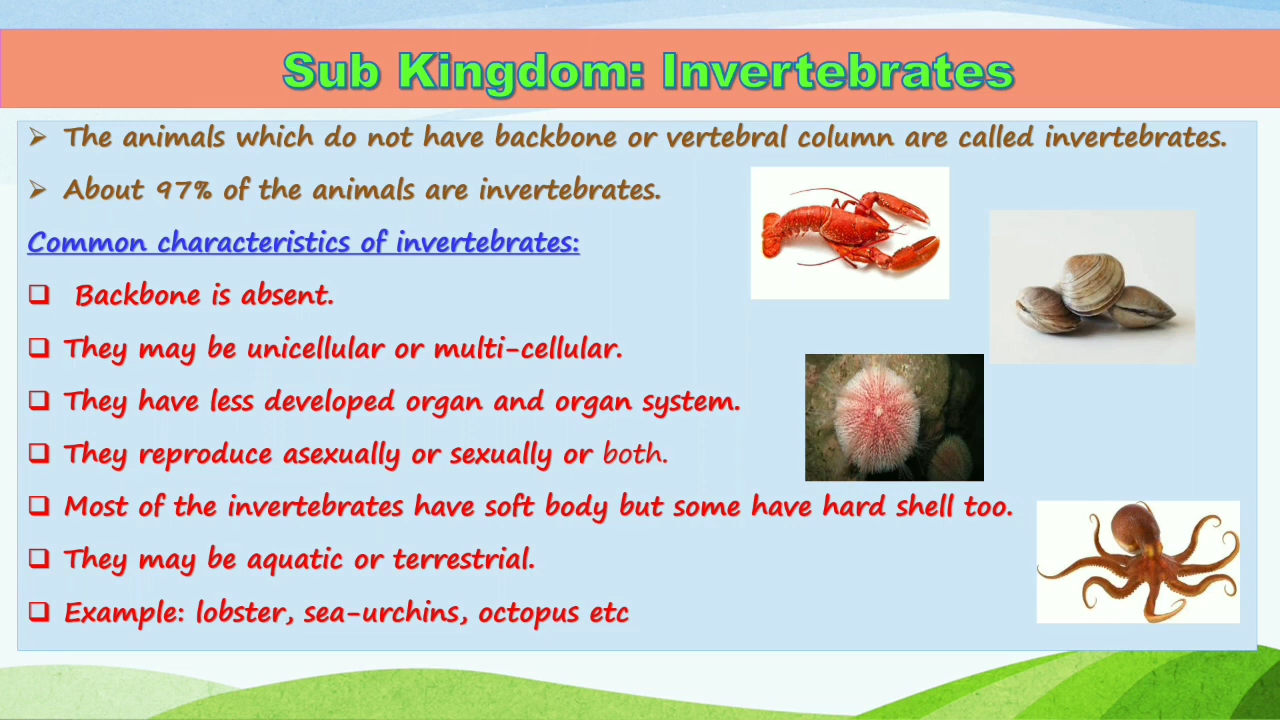 Sub Kingdom: Invertebrates
➢ The animals which do not have backbone or vertebral column are called invertebrates.
➢ About 97% of the animals are invertebrates.
Common characteristics of invertebrates:
❑ Backbone is absent.
❑ They may be unicellular or multi-cellular.
❑ They have less developed organ and organ system.
❑ They reproduce asexually or sexually or both.
❑ Most of the invertebrates have soft body but some have hard shell too.
❑ They may be aquatic or terrestrial.
❑ Example: lobster, sea-urchins, octopus etc